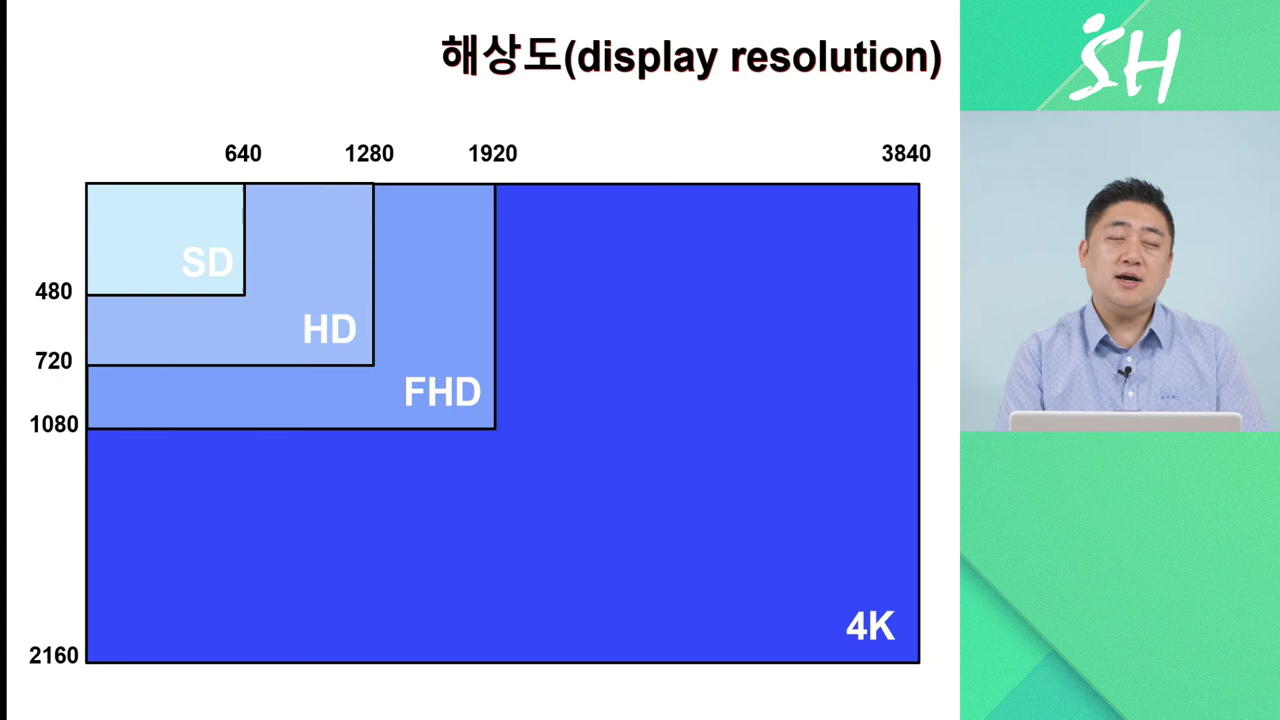 해상도(display resolution)
SH
640 1280 1920 3840
SD
480
HD
720
FHD
1080
4K
2160